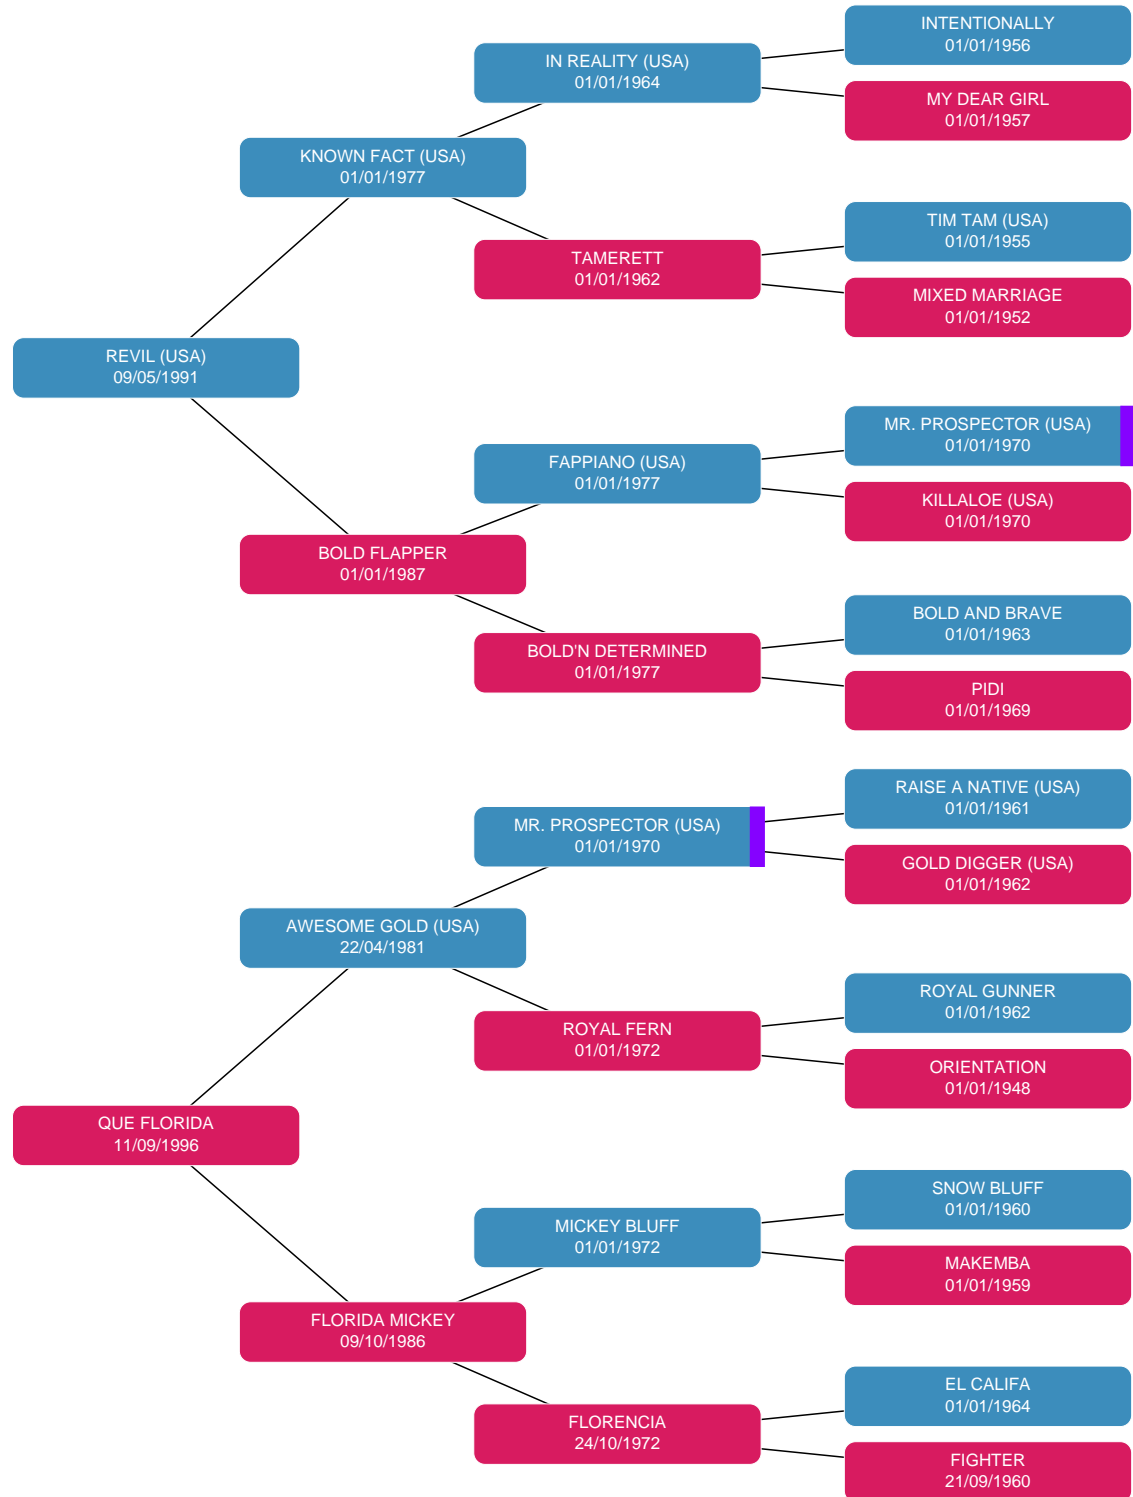 INTENTIONALLY
01/01/1956
IN REALITY (USA)
01/01/1964
MY DEAR GIRL
01/01/1957
KNOWN FACT (USA)
01/01/1977
TIM TAM (USA)
01/01/1955
TAMERETT
01/01/1962
MIXED MARRIAGE
01/01/1952
REVIL (USA)
09/05/1991
MR. PROSPECTOR (USA)
01/01/1970
FAPPIANO (USA)
01/01/1977
KILLALOE (USA)
01/01/1970
BOLD FLAPPER
01/01/1987
BOLD AND BRAVE
01/01/1963
BOLD'N DETERMINED
01/01/1977
PIDI
01/01/1969
RAISE A NATIVE (USA)
01/01/1961
MR. PROSPECTOR (USA)
01/01/1970
GOLD DIGGER (USA)
01/01/1962
AWESOME GOLD (USA)
22/04/1981
ROYAL GUNNER
01/01/1962
ROYAL FERN
01/01/1972
ORIENTATION
01/01/1948
QUE FLORIDA
11/09/1996
SNOW BLUFF
01/01/1960
MICKEY BLUFF
01/01/1972
MAKEMBA
01/01/1959
FLORIDA MICKEY
09/10/1986
EL CALIFA
01/01/1964
FLORENCIA
24/10/1972
FIGHTER
21/09/1960